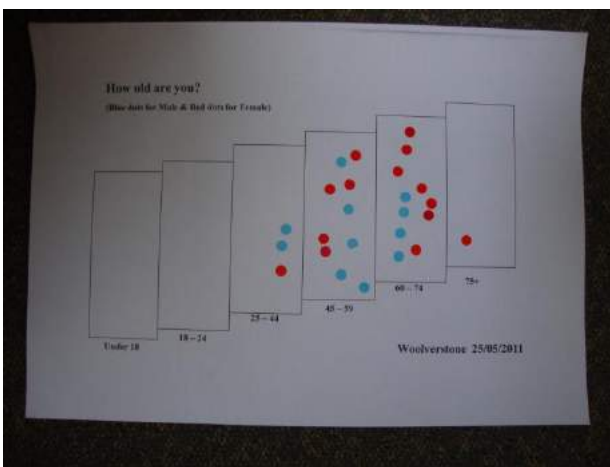 How old are you?
(Blue dots for Male & Red dots for Female)
Under 18
18 – 24
25 – 44
45 – 59
60 – 74
75+
Woolverstone 25/05/2011